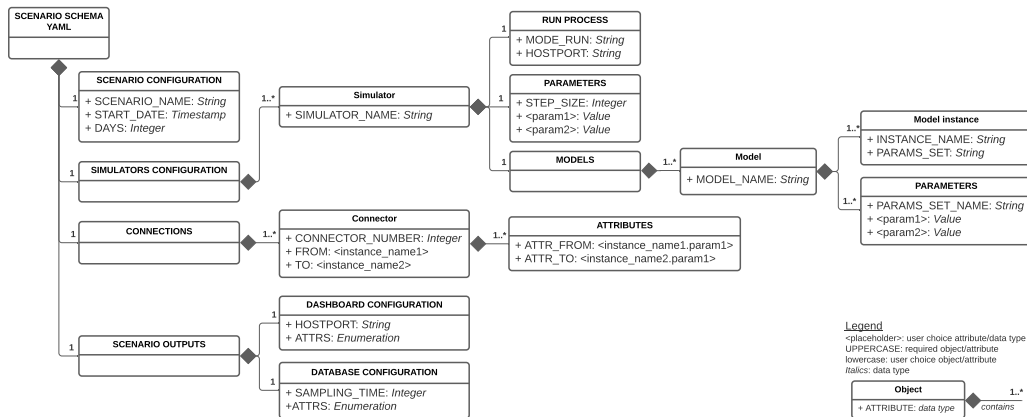 SCENARIO SCHEMA
YAML
SCENARIO CONFIGURATION
+ SCENARIO_NAME: String
+ START_DATE: Timestamp
+ DAYS: Integer
SIMULATORS CONFIGURATION
CONNECTIONS
SCENARIO OUTPUTS
1
1
1
1
Simulator
+ SIMULATOR_NAME: String
1..*
Connector
+ CONNECTOR_NUMBER: Integer
+ FROM: <instance_name1>
+ TO: <instance_name2>
1..*
DASHBOARD CONFIGURATION
+ HOSTPORT: String
+ ATTRS: Enumeration
1
DATABASE CONFIGURATION
+ SAMPLING_TIME: Integer
+ATTRS: Enumeration
1
RUN PROCESS
+ MODE_RUN: String
+ HOSTPORT: String
1
PARAMETERS
+ STEP_SIZE: Integer
+ <param1>: Value
+ <param2>: Value
1
MODELS
1
ATTRIBUTES
+ ATTR_FROM: <instance_name1.param1>
+ ATTR_TO: <instance_name2.param1>
1..*
Model
+ MODEL_NAME: String
1..*
Model instance
+ INSTANCE_NAME: String
+ PARAMS_SET: String
1..*
PARAMETERS
+ PARAMS_SET_NAME: String
+ <param1>: Value
+ <param2>: Value
1..*
Legend
<placeholder>: user choice attribute/data type
UPPERCASE: required object/attribute
lowercase: user choice object/attribute
Italics: data type
Object
+ ATTRIBUTE: data type
1..*
contains